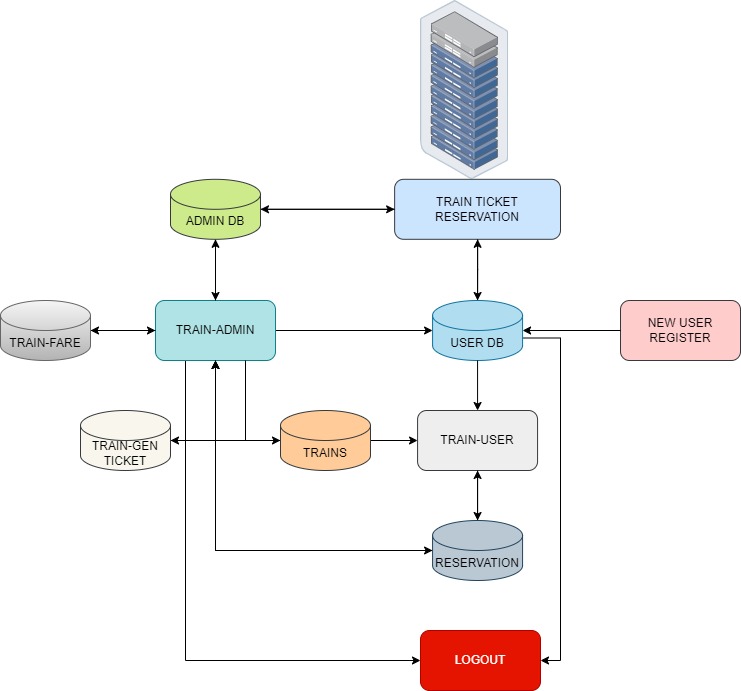 TRAIN TICKET
RESERVATION
ADMIN DB
TRAIN-FARE
TRAIN-ADMIN
USER DB
NEW USER
REGISTER
TRAIN-GEN
TICKET
TRAINS
TRAIN-USER
RESERVATION
LOGOUT